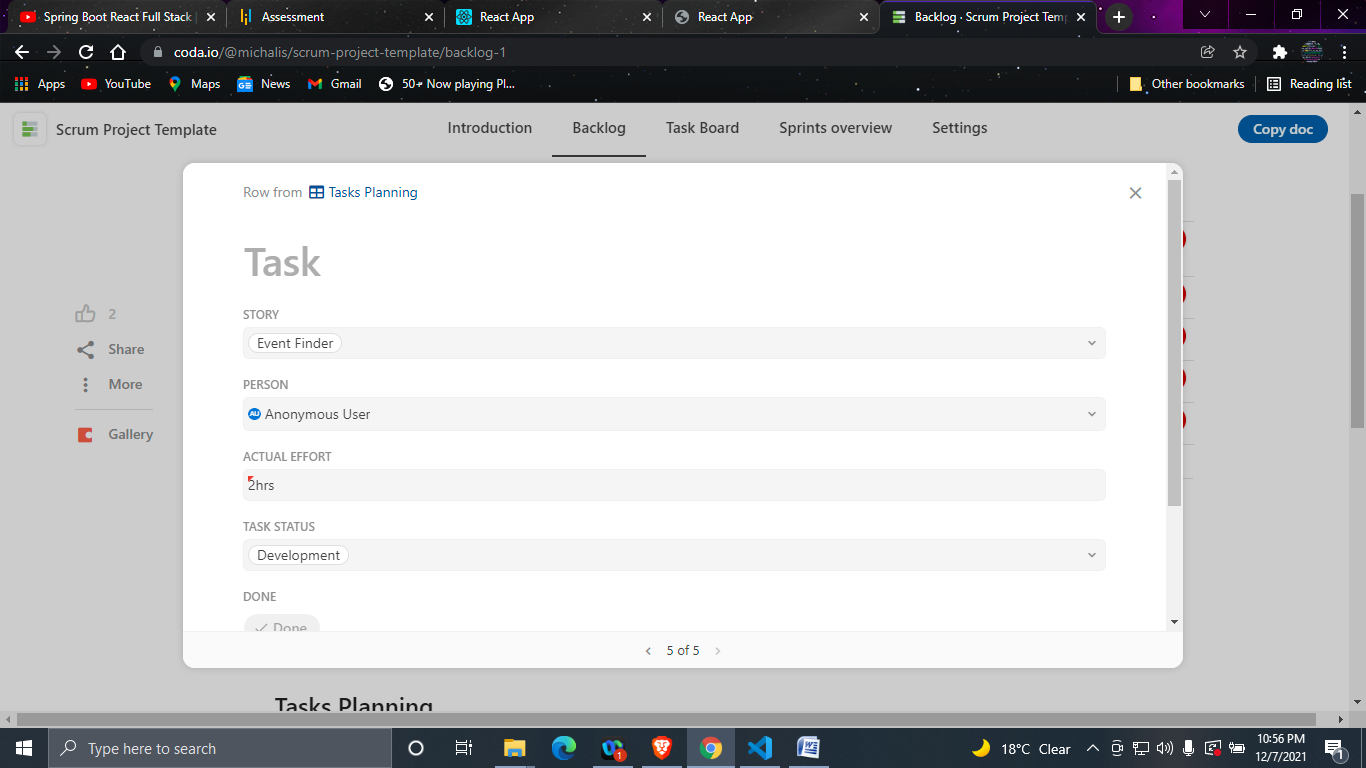 Spring Boot React Full Stack
Assessment
React App
React App
Backlog · Scrum Project Temp
coda.io/@michalis/scrum-project-template/backlog-1
Apps
YouTube
Maps
News
Gmail
50+ Now playing Pl...
Other bookmarks
Reading list
Scrum Project Template
Introduction
Backlog
Task Board
Sprints overview
Settings
Copy doc
Row from Tasks Planning
Task
2
Share
More
Gallery
STORY
Event Finder
PERSON
AU Anonymous User
ACTUAL EFFORT
2hrs
TASK STATUS
Development
DONE
Done
5 of 5
Tasks Planning
Type here to search
1
18°C Clear
10:56 PM
12/7/2021
1